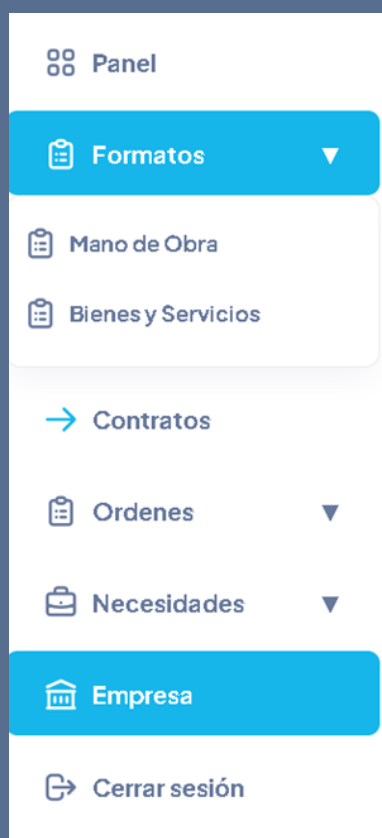 Panel
Formatos
Mano de Obra
Bienes y Servicios
Contratos
Ordenes
Necesidades
Empresa
Cerrar sesión